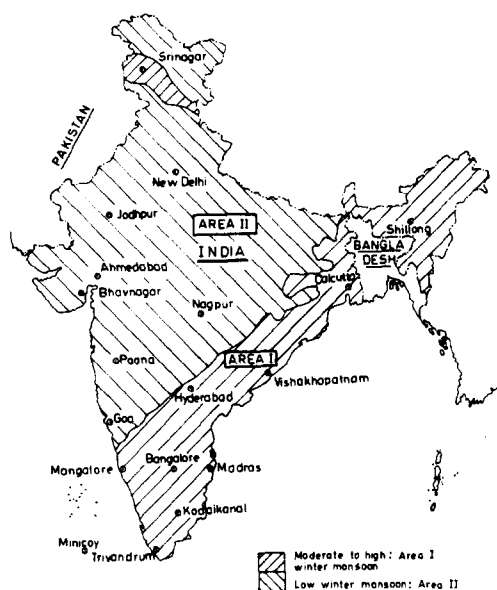 Srinagar
PAKISTAN
New Delhi
Jodhpur
AREA II
INDIA
Shillong
BANGLA
DESH
Ahmedabad
Calcutta
Bhavnagar
Nagpur
Poona
AREA I
Vishakhapatnam
Hyderabad
Goa
Mangalore
Bangalore
Madras
Kodaikanal
Minicoy
Trivandrum
Moderate to high: Area I
winter monsoon
Low winter monsoon: Area II